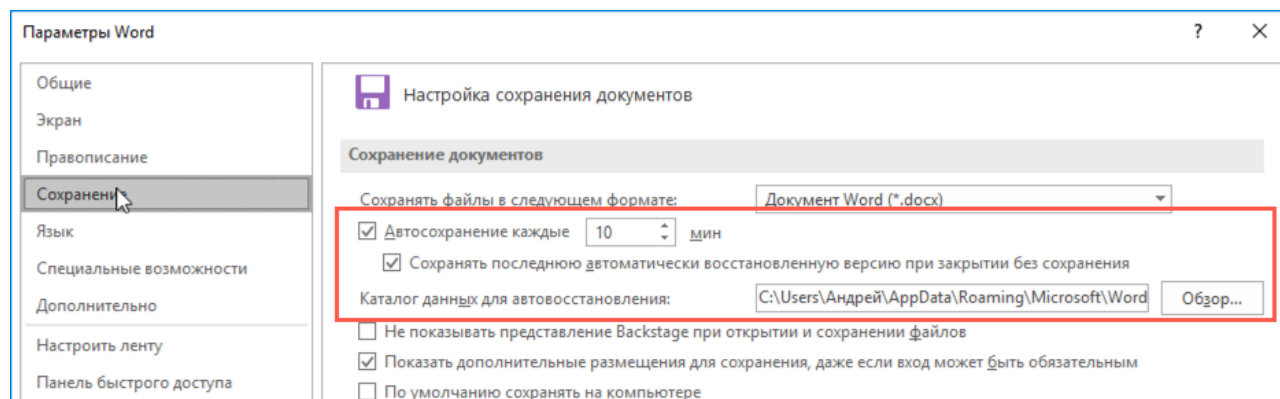 Параметры Word ? ×
Общие
Экран
Правописание
Сохранение
Язык
Специальные возможности
Дополнительно
Настроить ленту
Панель быстрого доступа
Настройка сохранения документов
Сохранение документов
Сохранять файлы в следующем формате: Документ Word (*.docx)
Автосохранение каждые 10 мин
Сохранять последнюю автоматически восстановленную версию при закрытии без сохранения
Каталог данных для автовосстановления: C:\Users\Андрей\AppData\Roaming\Microsoft\Word Обзор...
Не показывать представление Backstage при открытии и сохранении файлов
Показать дополнительные размещения для сохранения, даже если вход может быть обязательным
По умолчанию сохранять на компьютере